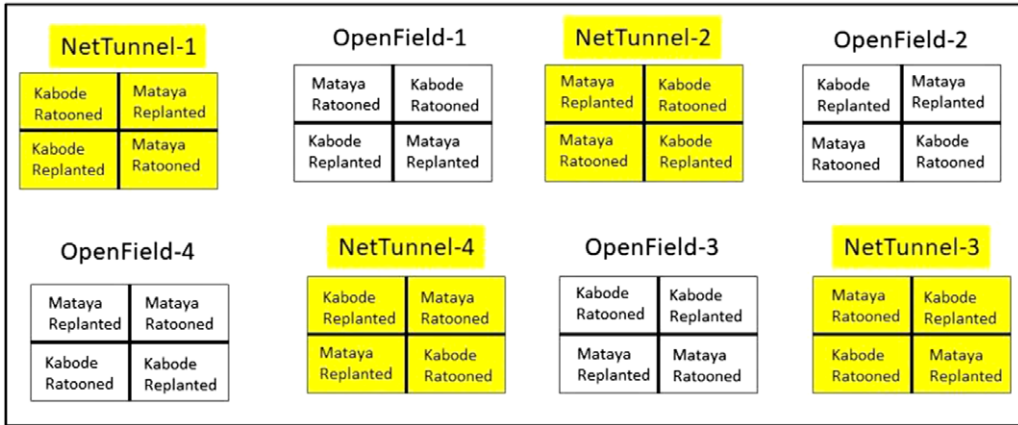 NetTunnel-1
Kabode
Ratooned
Mataya
Replanted
Kabode
Replanted
Mataya
Ratooned
OpenField-1
Mataya
Ratooned
Kabode
Ratooned
Kabode
Replanted
Mataya
Replanted
NetTunnel-2
Mataya
Replanted
Kabode
Ratooned
Mataya
Ratooned
Kabode
Replanted
OpenField-2
Kabode
Replanted
Mataya
Replanted
Mataya
Ratooned
Kabode
Ratooned
OpenField-4
Mataya
Replanted
Mataya
Ratooned
Kabode
Ratooned
Kabode
Replanted
NetTunnel-4
Kabode
Replanted
Mataya
Ratooned
Mataya
Replanted
Kabode
Ratooned
OpenField-3
Kabode
Ratooned
Kabode
Replanted
Mataya
Replanted
Mataya
Ratooned
NetTunnel-3
Mataya
Ratooned
Kabode
Replanted
Kabode
Ratooned
Mataya
Replanted